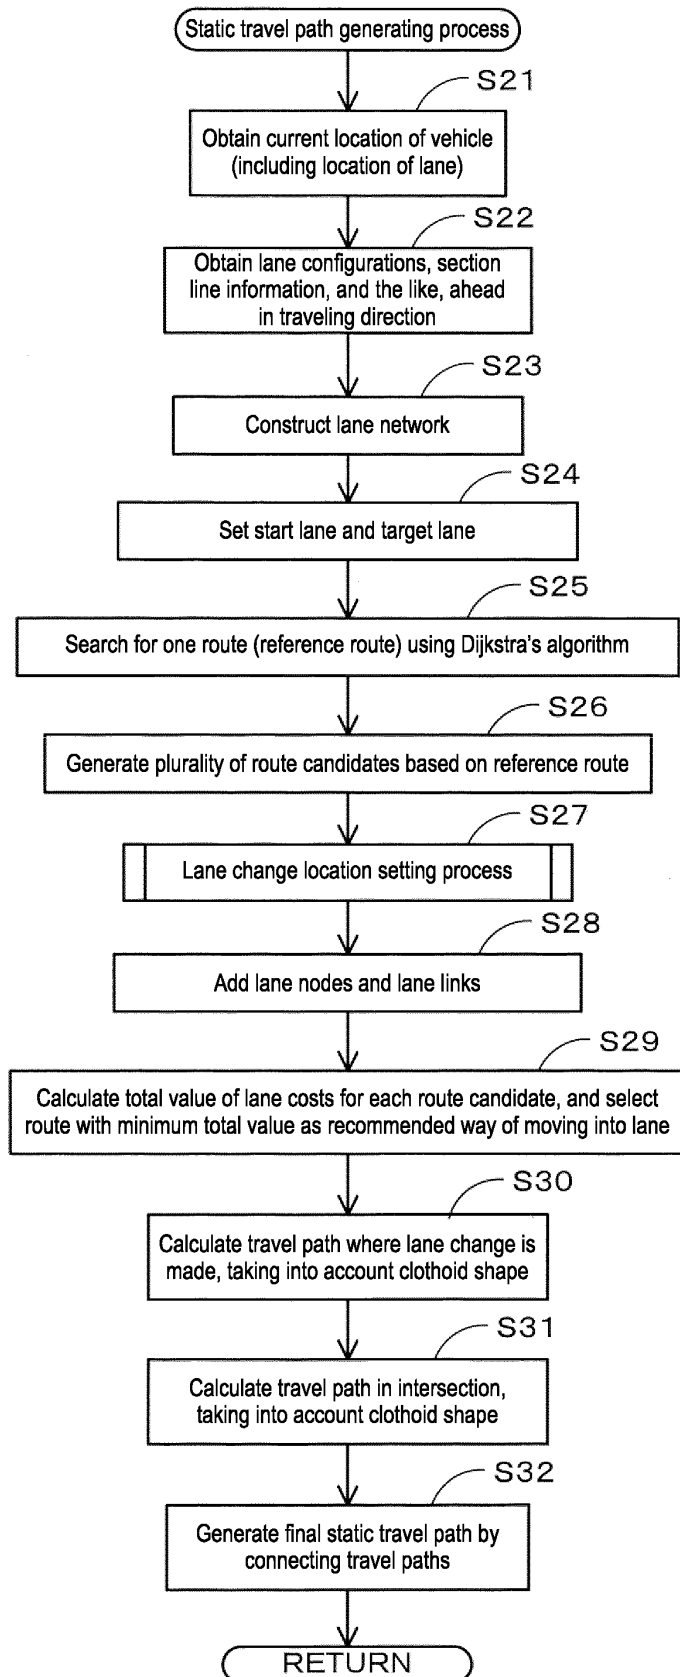 Static travel path generating process
S21
Obtain current location of vehicle
(including location of lane)
S22
Obtain lane configurations, section
line information, and the like, ahead
in traveling direction
S23
Construct lane network
S24
Set start lane and target lane
S25
Search for one route (reference route) using Dijkstra's algorithm
S26
Generate plurality of route candidates based on reference route
S27
Lane change location setting process
S28
Add lane nodes and lane links
S29
Calculate total value of lane costs for each route candidate, and select
route with minimum total value as recommended way of moving into lane
S30
Calculate travel path where lane change is
made, taking into account clothoid shape
S31
Calculate travel path in intersection,
taking into account clothoid shape
S32
Generate final static travel path by
connecting travel paths
RETURN